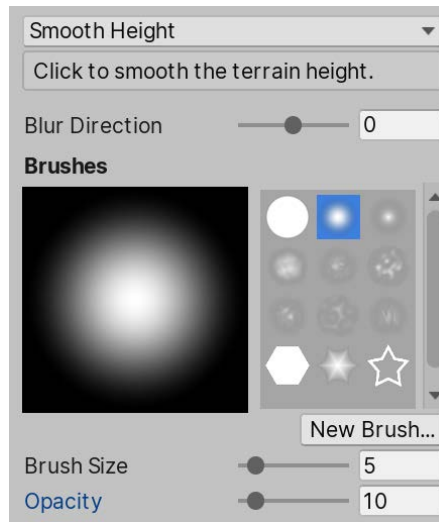 Smooth Height
Click to smooth the terrain height.
Blur Direction 0
Brushes
New Brush...
Brush Size 5
Opacity 10